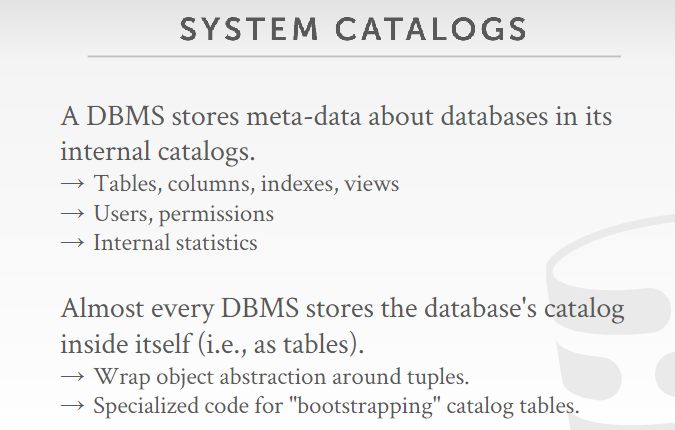 SYSTEM CATALOGS
A DBMS stores meta-data about databases in its
internal catalogs.
→ Tables, columns, indexes, views
→ Users, permissions
→ Internal statistics
Almost every DBMS stores the database's catalog
inside itself (i.e., as tables).
→ Wrap object abstraction around tuples.
→ Specialized code for "bootstrapping" catalog tables.